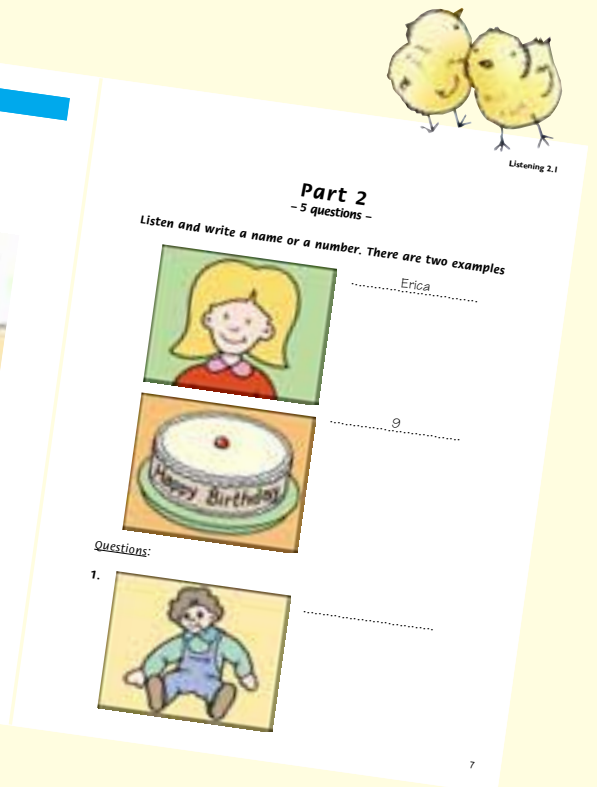 Listening 2.1
Part 2
– 5 questions –
Listen and write a name or a number. There are two examples
Erica
9
Happy Birthday
Questions:
1.
7